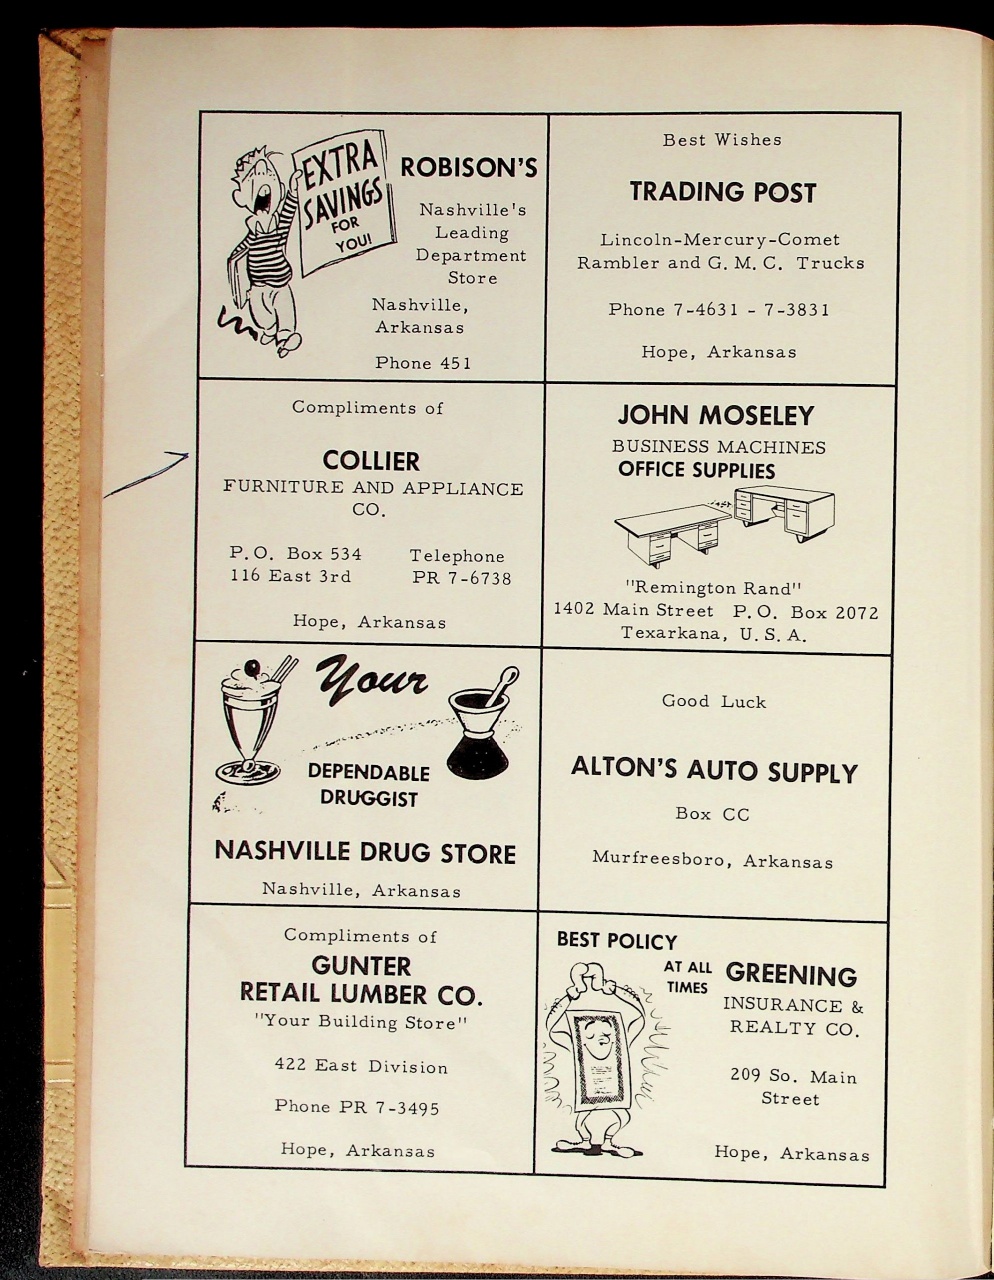 EXTRA
SAVINGS
FOR
YOU!
ROBISON'S
Nashville's
Leading
Department
Store
Nashville,
Arkansas
Phone 451
Best Wishes
TRADING POST
Lincoln-Mercury-Comet
Rambler and G. M. C. Trucks
Phone 7-4631 - 7-3831
Hope, Arkansas
Compliments of
COLLIER
FURNITURE AND APPLIANCE
CO.
P. O. Box 534 Telephone
116 East 3rd PR 7-6738
Hope, Arkansas
JOHN MOSELEY
BUSINESS MACHINES
OFFICE SUPPLIES
"Remington Rand"
1402 Main Street P. O. Box 2072
Texarkana, U. S. A.
Your
DEPENDABLE
DRUGGIST
NASHVILLE DRUG STORE
Nashville, Arkansas
Good Luck
ALTON'S AUTO SUPPLY
Box CC
Murfreesboro, Arkansas
Compliments of
GUNTER
RETAIL LUMBER CO.
"Your Building Store"
422 East Division
Phone PR 7-3495
Hope, Arkansas
BEST POLICY
AT ALL
TIMES
GREENING
INSURANCE &
REALTY CO.
209 So. Main
Street
Hope, Arkansas